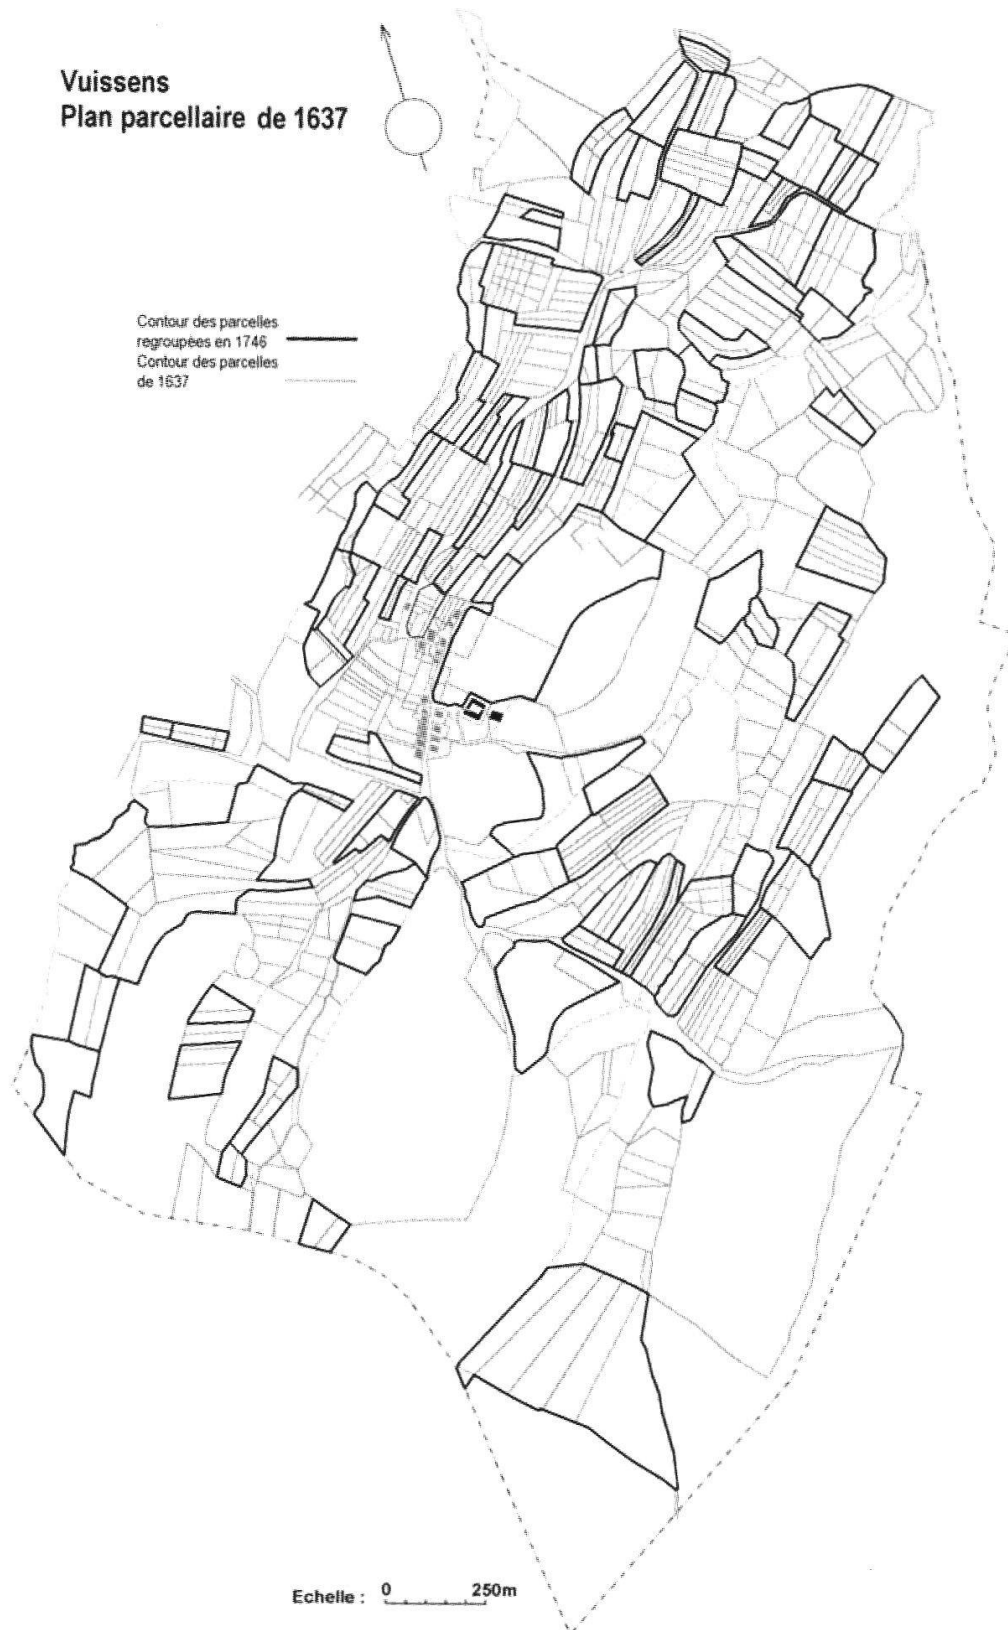 Vuissens
Plan parcellaire de 1637
Contour des parcelles
regroupées en 1746
Contour des parcelles
de 1637
Echelle : 0 250m